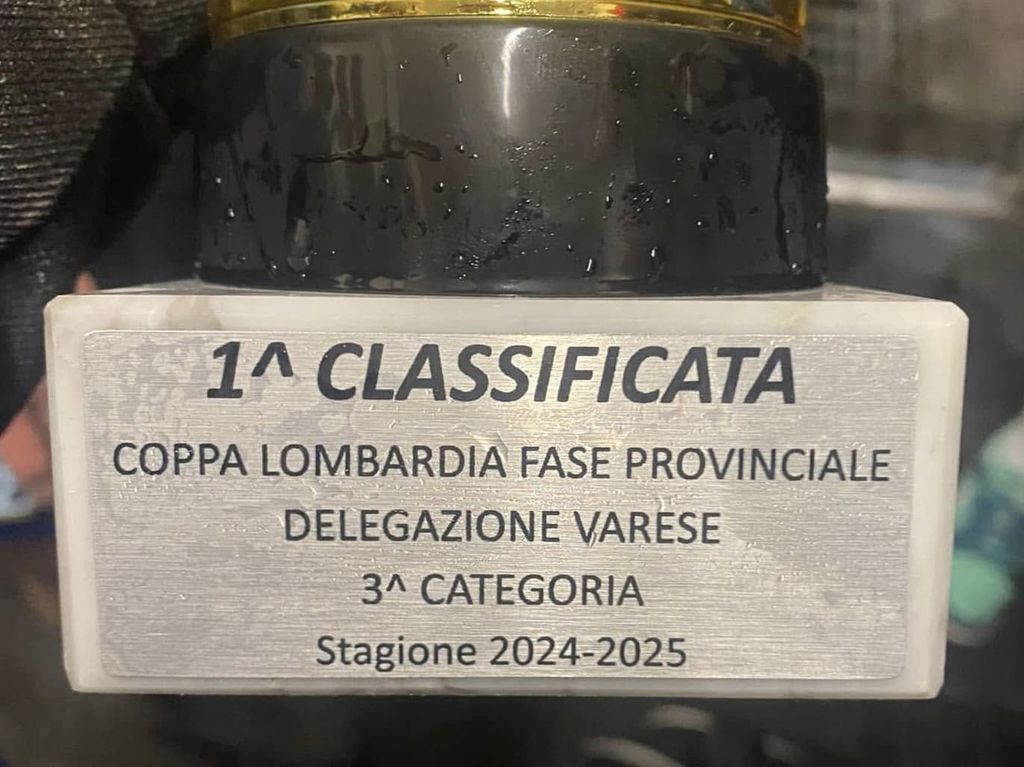 1^ CLASSIFICATA
COPPA LOMBARDIA FASE PROVINCIALE
DELEGAZIONE VARESE
3^ CATEGORIA
Stagione 2024-2025